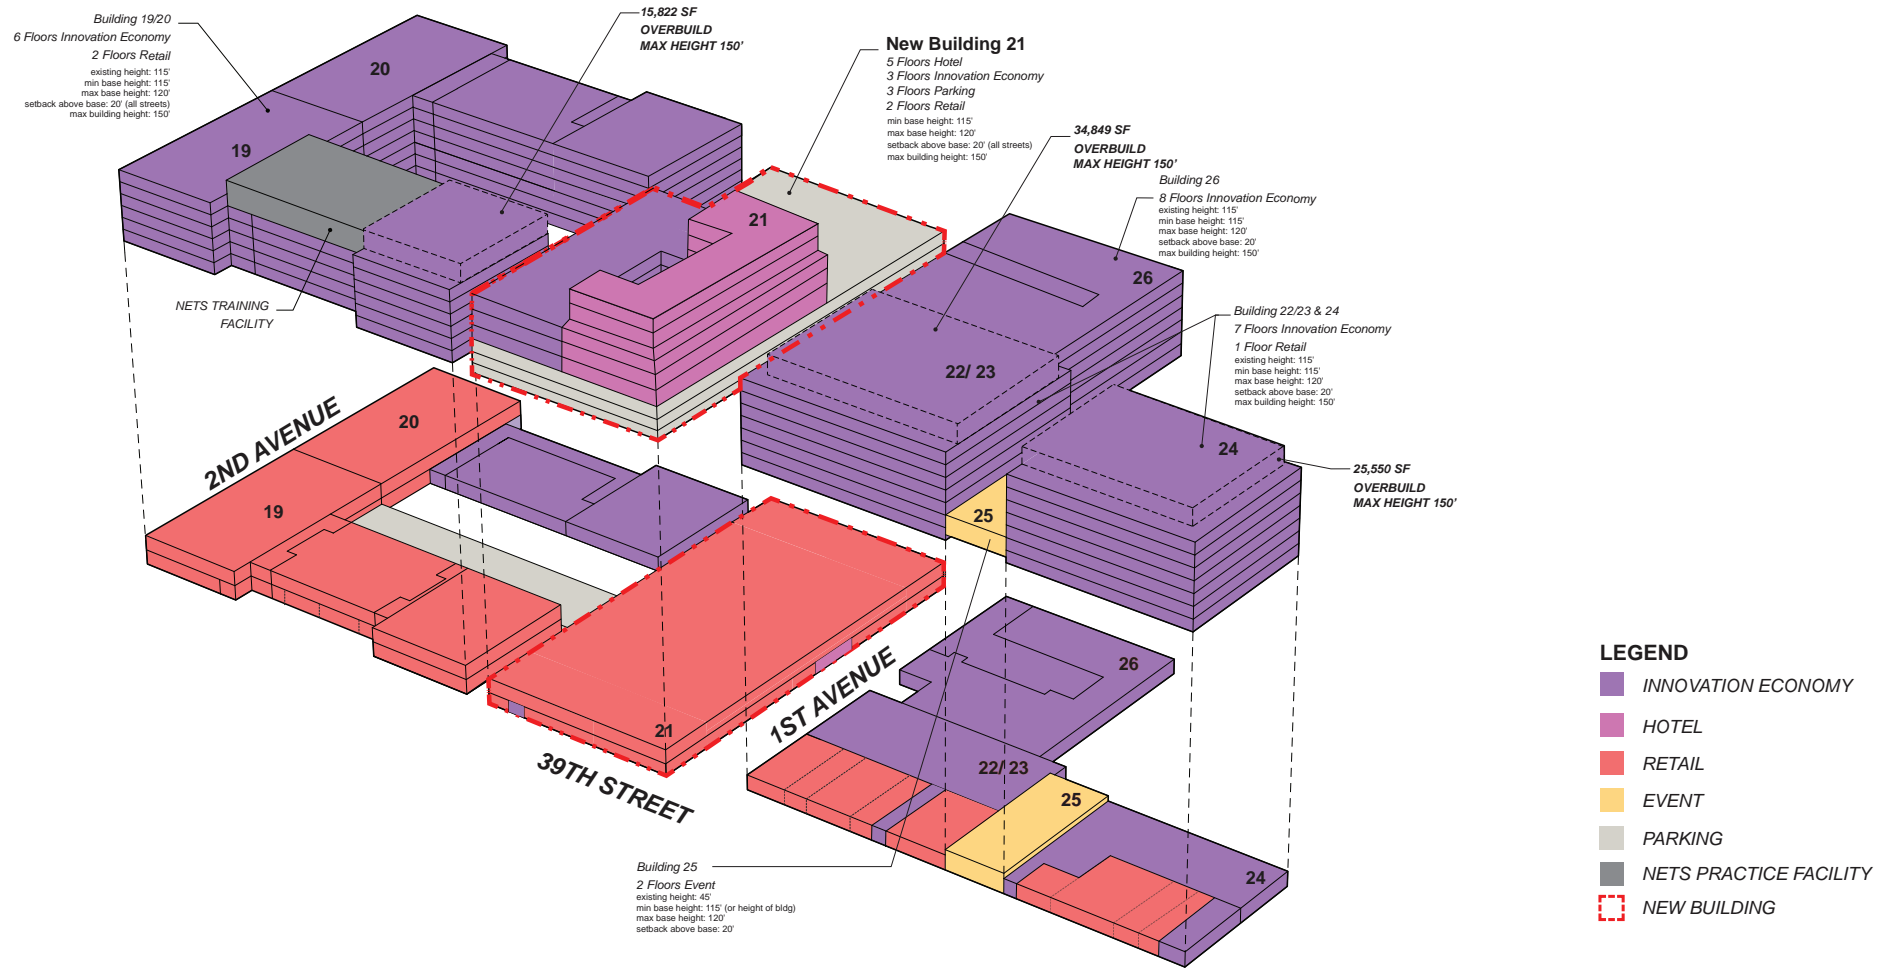 Building 19/20
6 Floors Innovation Economy
2 Floors Retail
existing height: 115'
min base height: 115'
max base height: 120'
setback above base: 20' (all streets)
max building height: 150'
15,822 SF
OVERBUILD
MAX HEIGHT 150'
New Building 21
5 Floors Hotel
3 Floors Innovation Economy
3 Floors Parking
2 Floors Retail
min base height: 115'
max base height: 120'
setback above base: 20' (all streets)
max building height: 150'
34,849 SF
OVERBUILD
MAX HEIGHT 150'
Building 26
8 Floors Innovation Economy
existing height: 115'
min base height: 115'
max base height: 120'
setback above base: 20'
max building height: 150'
Building 22/23 & 24
7 Floors Innovation Economy
1 Floor Retail
existing height: 115'
min base height: 115'
max base height: 120'
setback above base: 20'
max building height: 150'
25,550 SF
OVERBUILD
MAX HEIGHT 150'
20
19
21
26
22/ 23
24
25
NETS TRAINING
FACILITY
2ND AVENUE
20
19
21
39TH STREET
1ST AVENUE
26
22/ 23
25
24
Building 25
2 Floors Event
existing height: 45'
min base height: 115' (or height of bldg)
max base height: 120'
setback above base: 20'
LEGEND
INNOVATION ECONOMY
HOTEL
RETAIL
EVENT
PARKING
NETS PRACTICE FACILITY
NEW BUILDING